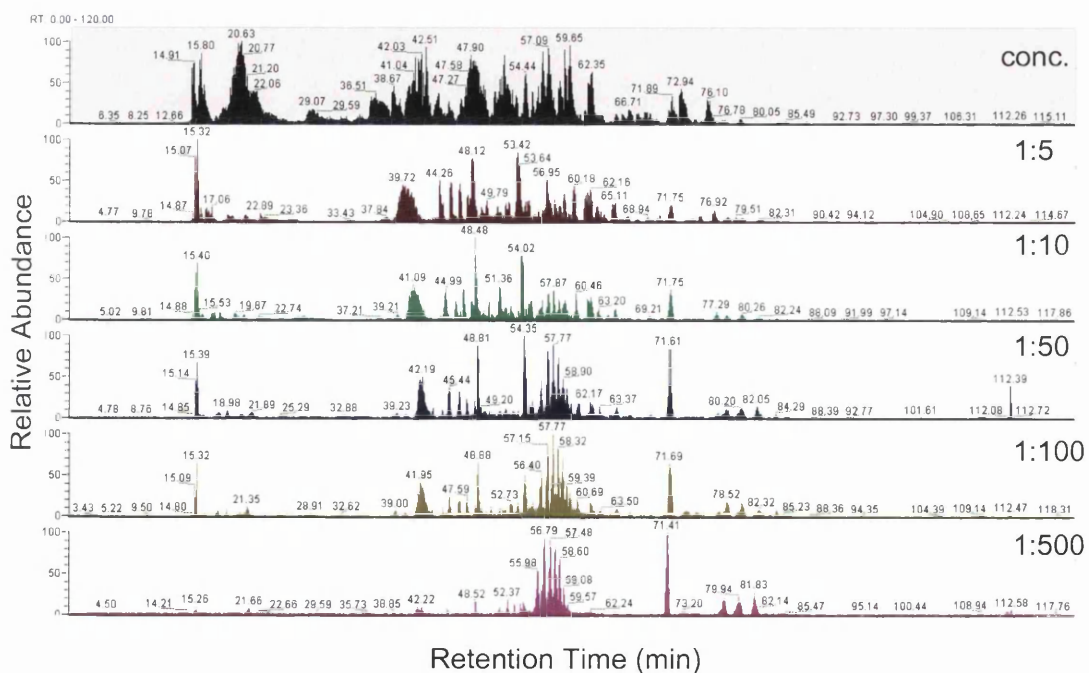 RT 0.00 - 120.00
Relative Abundance
conc.
100
50
0
6.35 8.25 12.66 14.91 15.80 20.63 20.77 21.20 22.06 29.07 29.59 36.51 38.67 41.04 42.03 42.51 47.27 47.58 47.90 54.44 57.09 59.65 62.35 66.71 71.89 72.94 76.10 76.78 80.05 85.49 92.73 97.30 99.37 106.31 112.26 115.11
1:5
100
50
0
4.77 9.76 14.87 15.07 15.32 17.06 22.89 23.36 33.43 37.84 39.72 44.26 48.12 49.79 53.42 53.64 56.95 60.18 62.16 65.11 68.94 71.75 76.92 79.51 82.31 90.42 94.12 104.90 108.65 112.24 114.67
1:10
100
50
0
5.02 9.81 14.88 15.40 15.53 19.87 22.74 37.21 39.21 41.09 44.99 48.48 51.36 54.02 57.87 60.46 63.20 69.21 71.75 77.29 80.26 82.24 88.09 91.99 97.14 109.14 112.53 117.86
1:50
100
50
0
4.78 8.76 14.85 15.14 15.39 18.98 21.89 25.29 32.88 39.23 42.19 45.44 48.81 49.20 54.35 57.77 58.90 62.17 63.37 71.61 80.20 82.05 84.29 88.39 92.77 101.61 112.08 112.39 112.72
1:100
100
50
0
3.43 5.22 9.50 14.80 15.09 15.32 21.35 28.91 32.62 39.00 41.95 47.59 48.88 52.73 56.40 57.15 57.77 58.32 59.39 60.69 63.50 71.69 78.52 82.32 85.23 88.36 94.35 104.39 109.14 112.47 118.31
1:500
100
50
0
4.50 14.21 15.26 21.66 22.66 29.59 35.73 38.85 42.22 48.52 52.37 55.98 56.79 57.48 58.60 59.08 59.57 62.24 71.41 73.20 79.94 81.83 82.14 85.47 95.14 100.44 108.94 112.58 117.76
Retention Time (min)